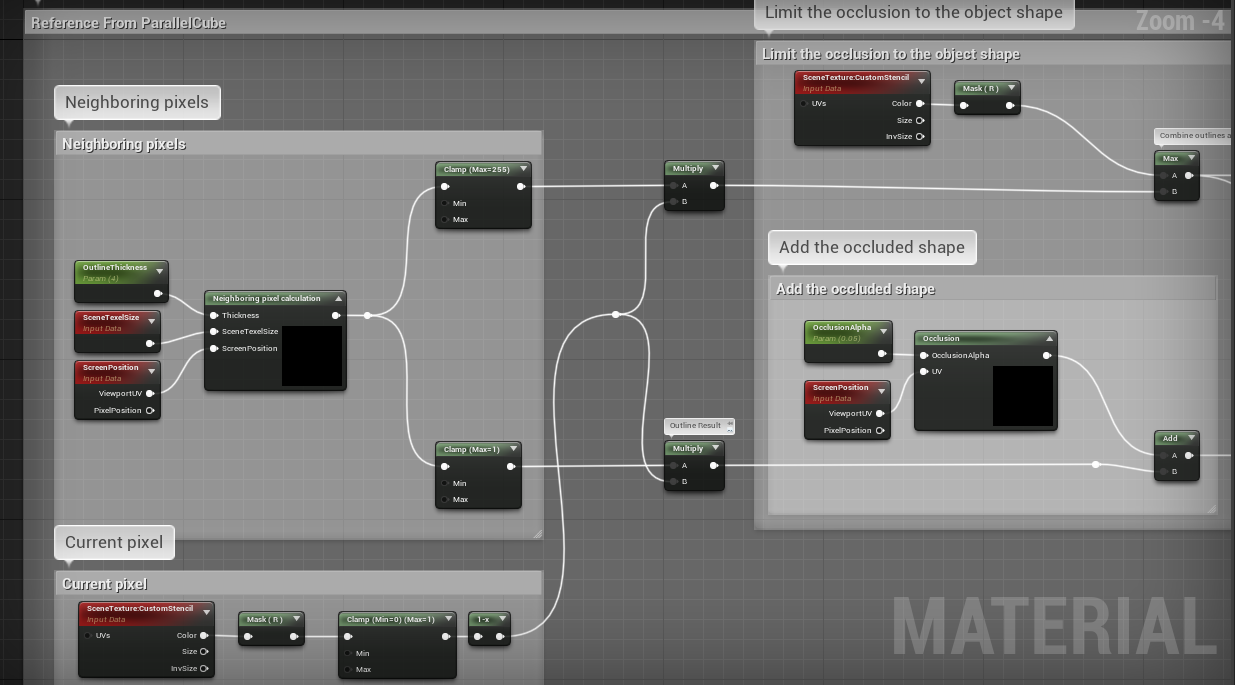 Reference From ParallelCube
Zoom -4
Limit the occlusion to the object shape
Limit the occlusion to the object shape
SceneTexture:CustomStencil
Input Data
UVs
Color
Size
InvSize
Mask ( R )
Combine outlines a
Max
A
B
Neighboring pixels
Neighboring pixels
Clamp (Max=255)
Min
Max
Multiply
A
B
OutlineThickness
Param (4)
SceneTexelSize
Input Data
ScreenPosition
Input Data
ViewportUV
PixelPosition
Neighboring pixel calculation
Thickness
SceneTexelSize
ScreenPosition
Clamp (Max=1)
Min
Max
Outline Result
Multiply
A
B
Add the occluded shape
Add the occluded shape
OcclusionAlpha
Param (0.05)
ScreenPosition
Input Data
ViewportUV
PixelPosition
Occlusion
OcclusionAlpha
UV
Add
A
B
Current pixel
Current pixel
SceneTexture:CustomStencil
Input Data
UVs
Color
Size
InvSize
Mask ( R )
Clamp (Min=0) (Max=1)
Min
Max
1-x
MATERIAL